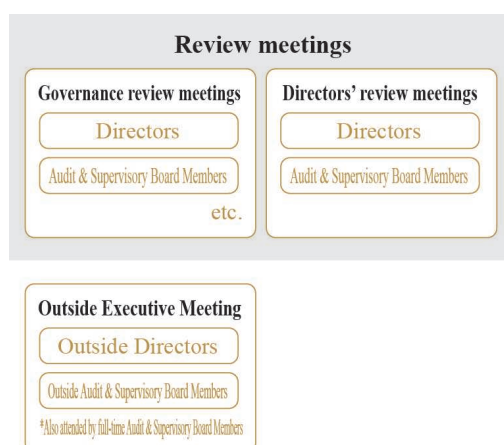 Review meetings
Governance review meetings
Directors
Audit & Supervisory Board Members
etc.
Directors’ review meetings
Directors
Audit & Supervisory Board Members
Outside Executive Meeting
Outside Directors
Outside Audit & Supervisory Board Members
*Also attended by full-time Audit & Supervisory Board Members